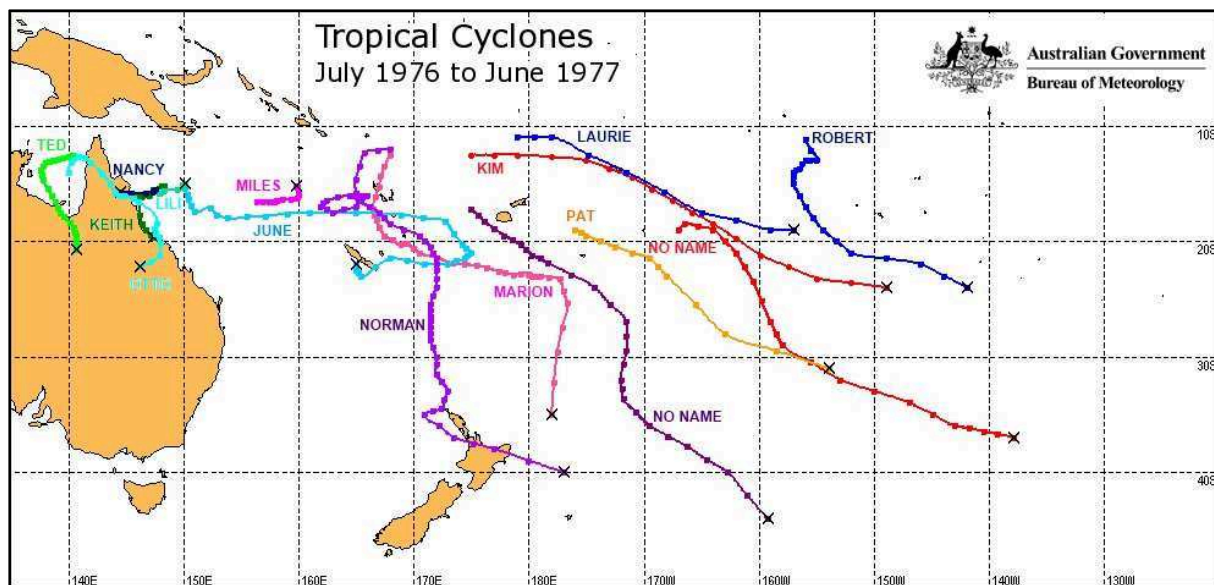 Tropical Cyclones
July 1976 to June 1977
Australian Government
Bureau of Meteorology
10S
LAURIE
ROBERT
TED
NANCY
KIM
MILES
LILI
PAT
KEITH
JUNE
NO NAME
20S
OTTO
MARION
NORMAN
30S
NO NAME
40S
140E
150E
160E
170E
180E
170W
160W
150W
140W
130W